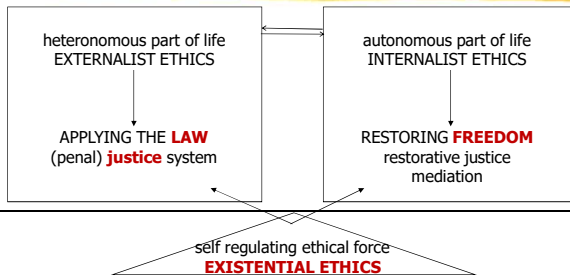 heteronomous part of life
EXTERNALIST ETHICS
APPLYING THE LAW
(penal) justice system
autonomous part of life
INTERNALIST ETHICS
RESTORING FREEDOM
restorative justice
mediation
self regulating ethical force
EXISTENTIAL ETHICS